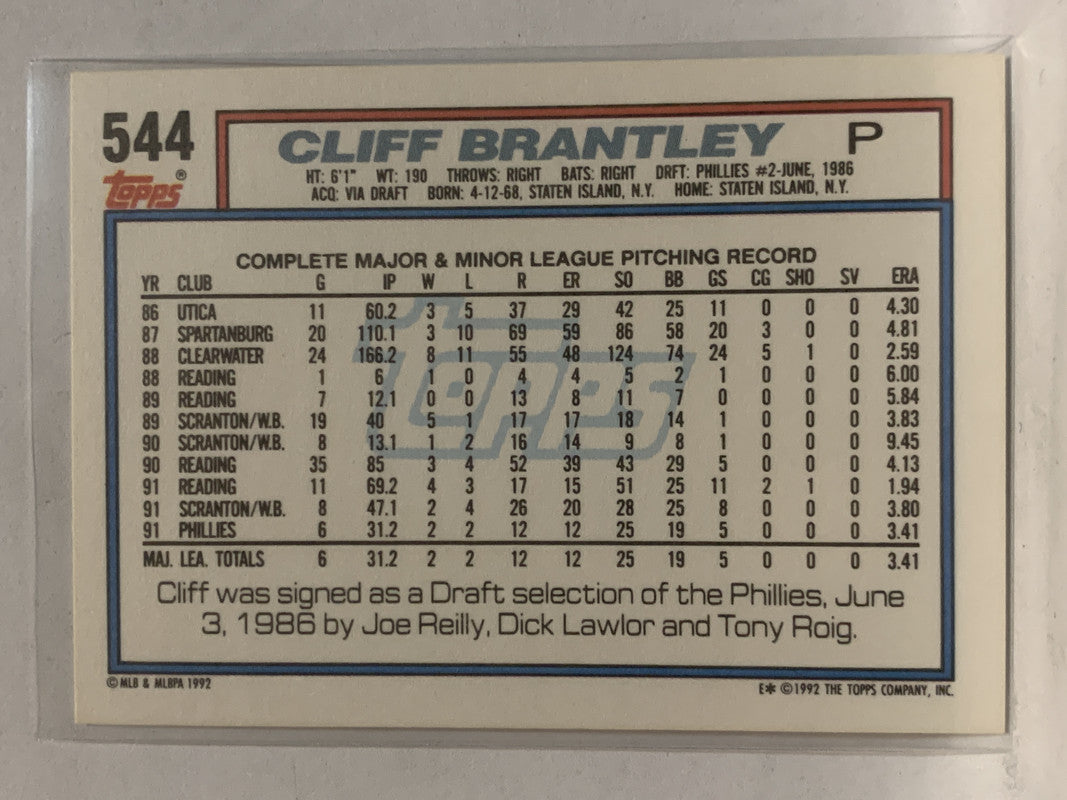 544
CLIFF BRANTLEY P
topps®
HT: 6'1" WT: 190 THROWS: RIGHT BATS: RIGHT DRFT: PHILLIES #2-JUNE, 1986
ACQ: VIA DRAFT BORN: 4-12-68, STATEN ISLAND, N.Y. HOME: STATEN ISLAND, N.Y.
COMPLETE MAJOR & MINOR LEAGUE PITCHING RECORD
YR CLUB G IP W L R ER SO BB GS CG SHO SV ERA
86 UTICA 11 60.2 3 5 37 29 42 25 11 0 0 0 4.30
87 SPARTANBURG 20 110.1 3 10 69 59 86 58 20 3 0 0 4.81
88 CLEARWATER 24 166.2 8 11 55 48 124 74 24 5 1 0 2.59
88 READING 1 6 1 0 4 4 5 2 1 0 0 0 6.00
89 READING 7 12.1 0 0 13 8 11 7 0 0 0 0 5.84
89 SCRANTON/W.B. 19 40 5 1 17 17 18 14 1 0 0 0 3.83
90 SCRANTON/W.B. 8 13.1 1 2 16 14 9 8 1 0 0 0 9.45
90 READING 35 85 3 4 52 39 43 29 5 0 0 0 4.13
91 READING 11 69.2 4 3 17 15 51 25 11 2 1 0 1.94
91 SCRANTON/W.B. 8 47.1 2 4 26 20 28 25 8 0 0 0 3.80
91 PHILLIES 6 31.2 2 2 12 12 25 19 5 0 0 0 3.41
MAJ. LEA. TOTALS 6 31.2 2 2 12 12 25 19 5 0 0 0 3.41
topps
Cliff was signed as a Draft selection of the Phillies, June
3, 1986 by Joe Reilly, Dick Lawlor and Tony Roig.
© MLB & MLBPA 1992
E* ©1992 THE TOPPS COMPANY, INC.